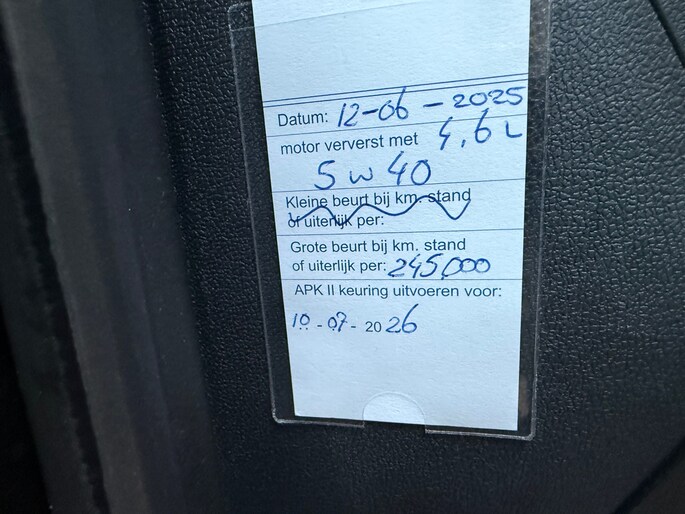 Datum: 12-06-2025
motor ververst met 4,6 L
5w40
Kleine beurt bij km. stand
of uiterlijk per:
Grote beurt bij km. stand
of uiterlijk per: 245.000
APK II keuring uitvoeren voor:
10-07-2026